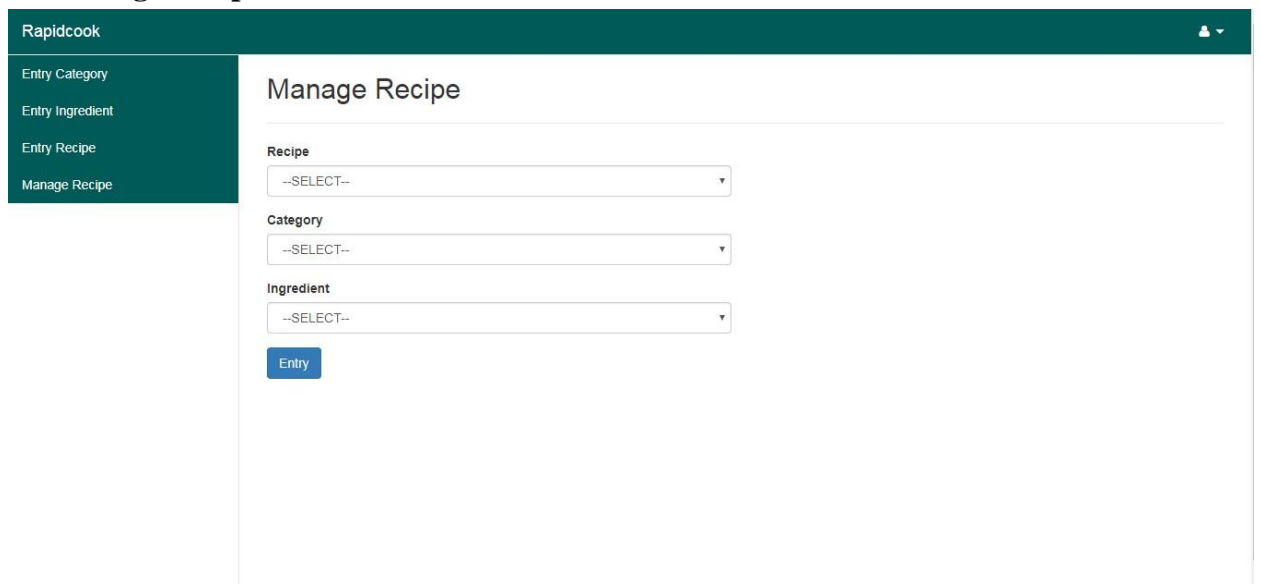 Rapidcook
Entry Category
Entry Ingredient
Entry Recipe
Manage Recipe
Manage Recipe
Recipe
--SELECT--
Category
--SELECT--
Ingredient
--SELECT--
Entry